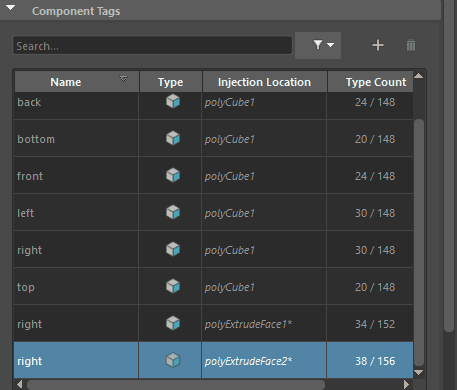 Component Tags
Search...
Name Type Injection Location Type Count
back polyCube1 24 / 148
bottom polyCube1 20 / 148
front polyCube1 24 / 148
left polyCube1 30 / 148
right polyCube1 30 / 148
top polyCube1 20 / 148
right polyExtrudeFace1* 34 / 152
right polyExtrudeFace2* 38 / 156